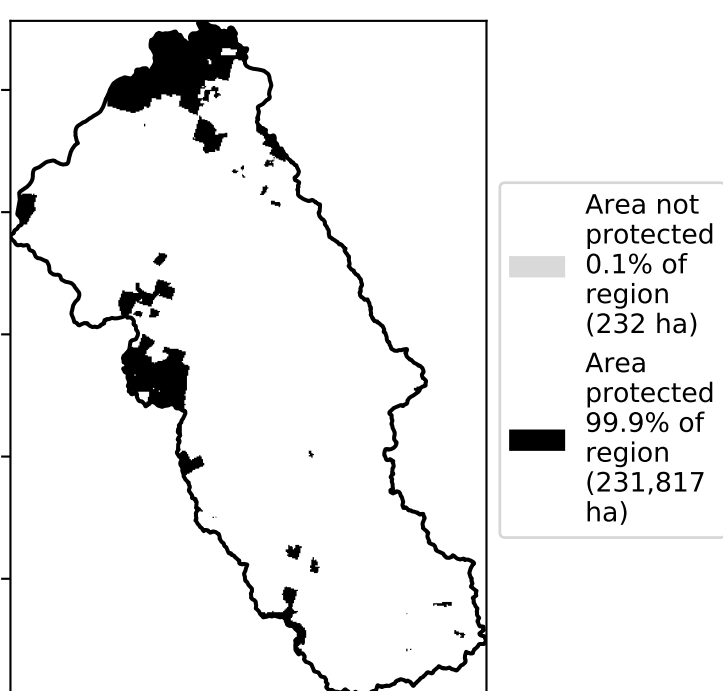 Area not
protected
0.1% of
region
(232 ha)
Area
protected
99.9% of
region
(231,817
ha)